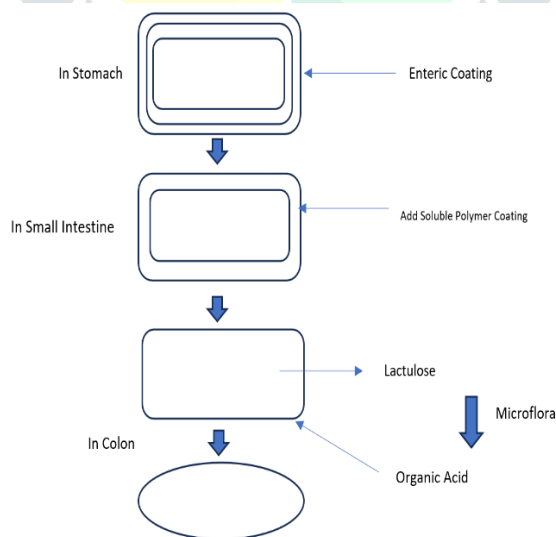 In Stomach
Enteric Coating
In Small Intestine
Add Soluble Polymer Coating
Lactulose
Microflora
In Colon
Organic Acid